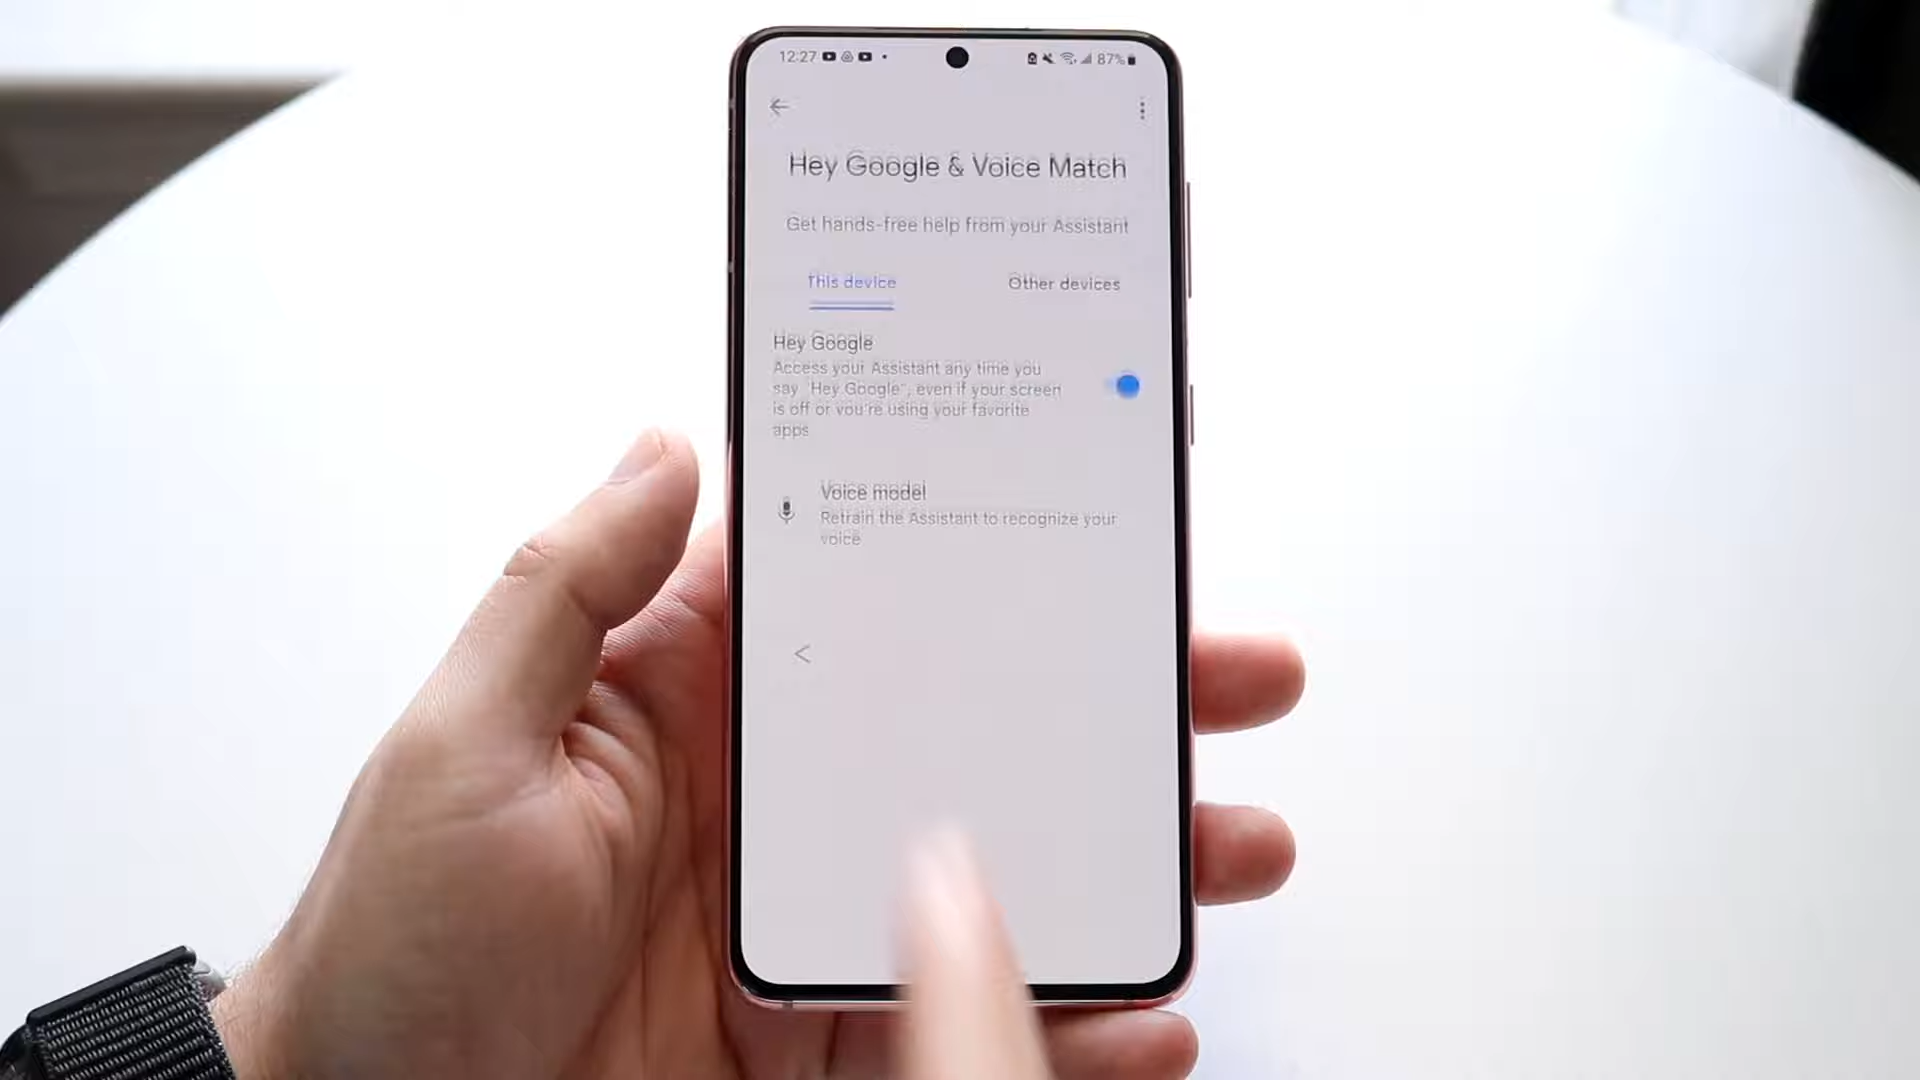 12:27 87%
Hey Google & Voice Match
Get hands-free help from your Assistant
This device Other devices
Hey Google
Access your Assistant any time you
say "Hey Google", even if your screen
is off or you're using your favorite
apps
Voice model
Retrain the Assistant to recognize your
voice